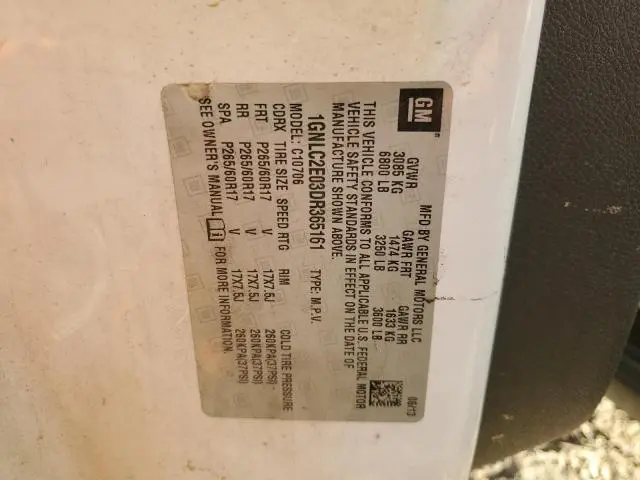 GM
MFD BY GENERAL MOTORS LLC 06/13
GVWR GAWR FRT GAWR RR
3085 KG 1474 KG 1633 KG
6800 LB 3250 LB 3600 LB
THIS VEHICLE CONFORMS TO ALL APPLICABLE U.S. FEDERAL MOTOR
VEHICLE SAFETY STANDARDS IN EFFECT ON THE DATE OF
MANUFACTURE SHOWN ABOVE.
1GNLC2E03DR365161 TYPE: M.P.V.
MODEL: C10706
CDRX TIRE SIZE SPEED RTG RIM COLD TIRE PRESSURE
FRT P265/60R17 V 17X7.5J 260KPA(37PSI)
RR P265/60R17 V 17X7.5J 260KPA(37PSI)
SPA P265/60R17 V 17X7.5J 260KPA(37PSI)
SEE OWNER'S MANUAL FOR MORE INFORMATION.